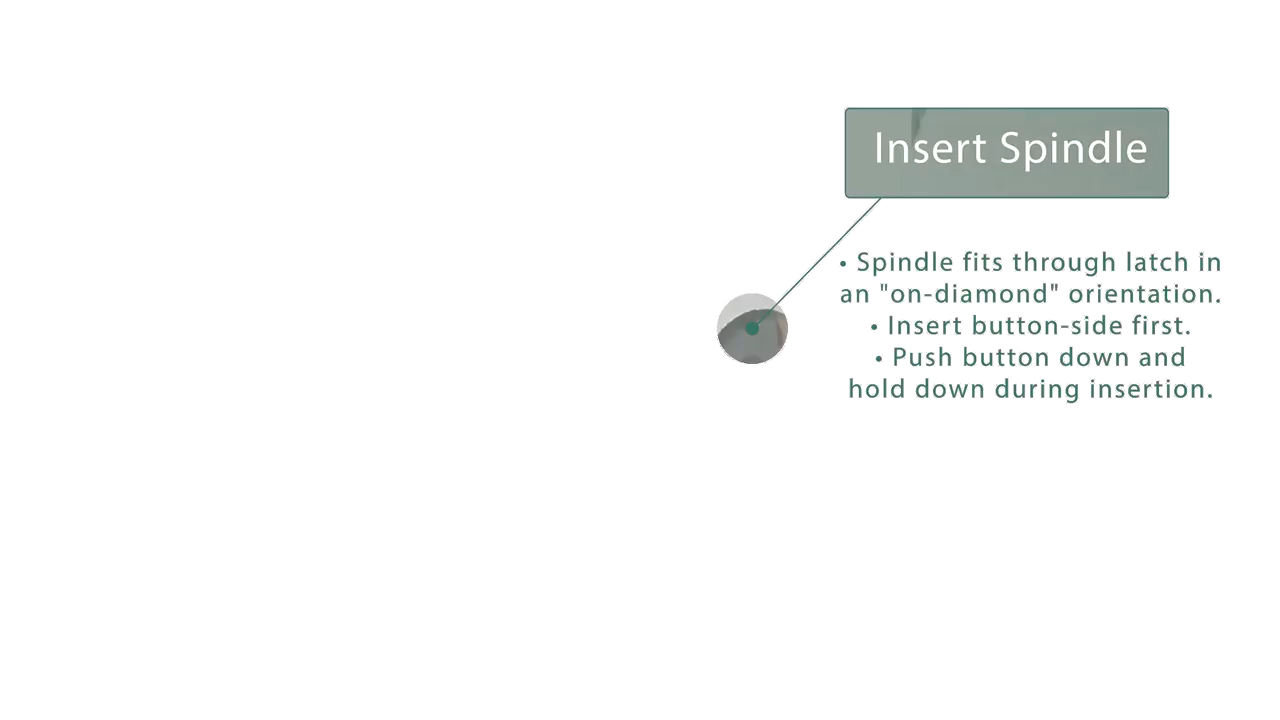 Insert Spindle
• Spindle fits through latch in
an "on-diamond" orientation.
• Insert button-side first.
• Push button down and
hold down during insertion.